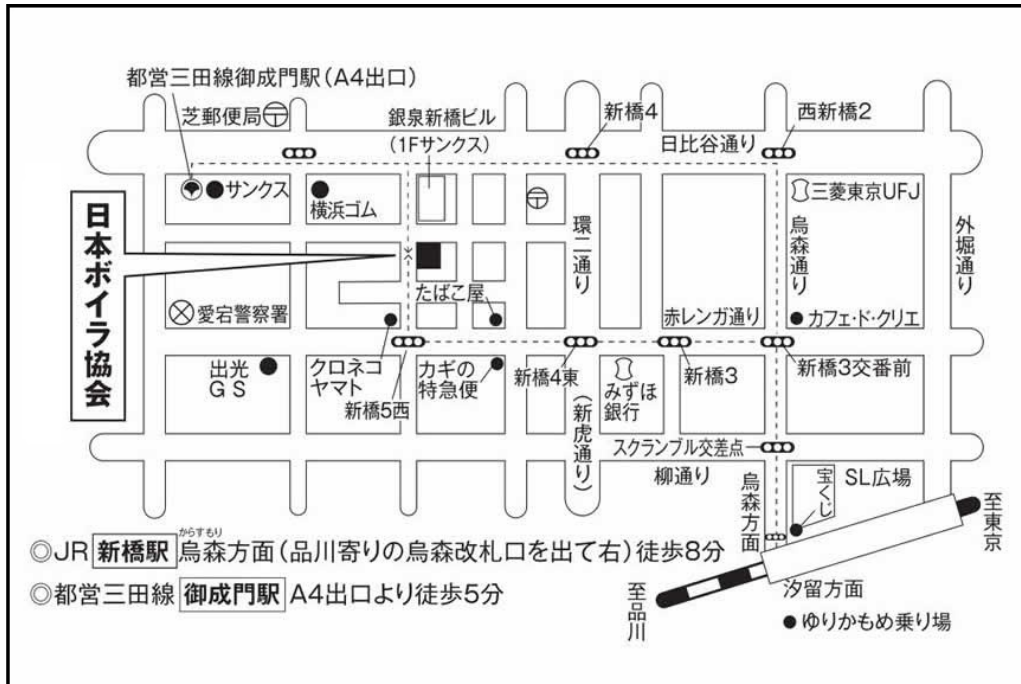 都営三田線御成門駅(A4出口)
芝郵便局
銀泉新橋ビル
(1Fサンクス)
新橋4
日比谷通り
西新橋2
サンクス
横浜ゴム
三菱東京UFJ
日本ボイラ協会
環二通り
烏森通り
外堀通り
愛宕警察署
たばこ屋
赤レンガ通り
カフェ・ド・クリエ
出光
GS
クロネコ
ヤマト
新橋5西
カギの
特急便
新橋4東
(新虎通り)
みずほ
銀行
新橋3
新橋3交番前
スクランブル交差点
柳通り
烏森方面
宝くじ
SL広場
至東京
からすもり
◎JR 新橋駅 烏森方面(品川寄りの烏森改札口を出て右)徒歩8分
◎都営三田線 御成門駅 A4出口より徒歩5分
至品川
汐留方面
●ゆりかもめ乗り場